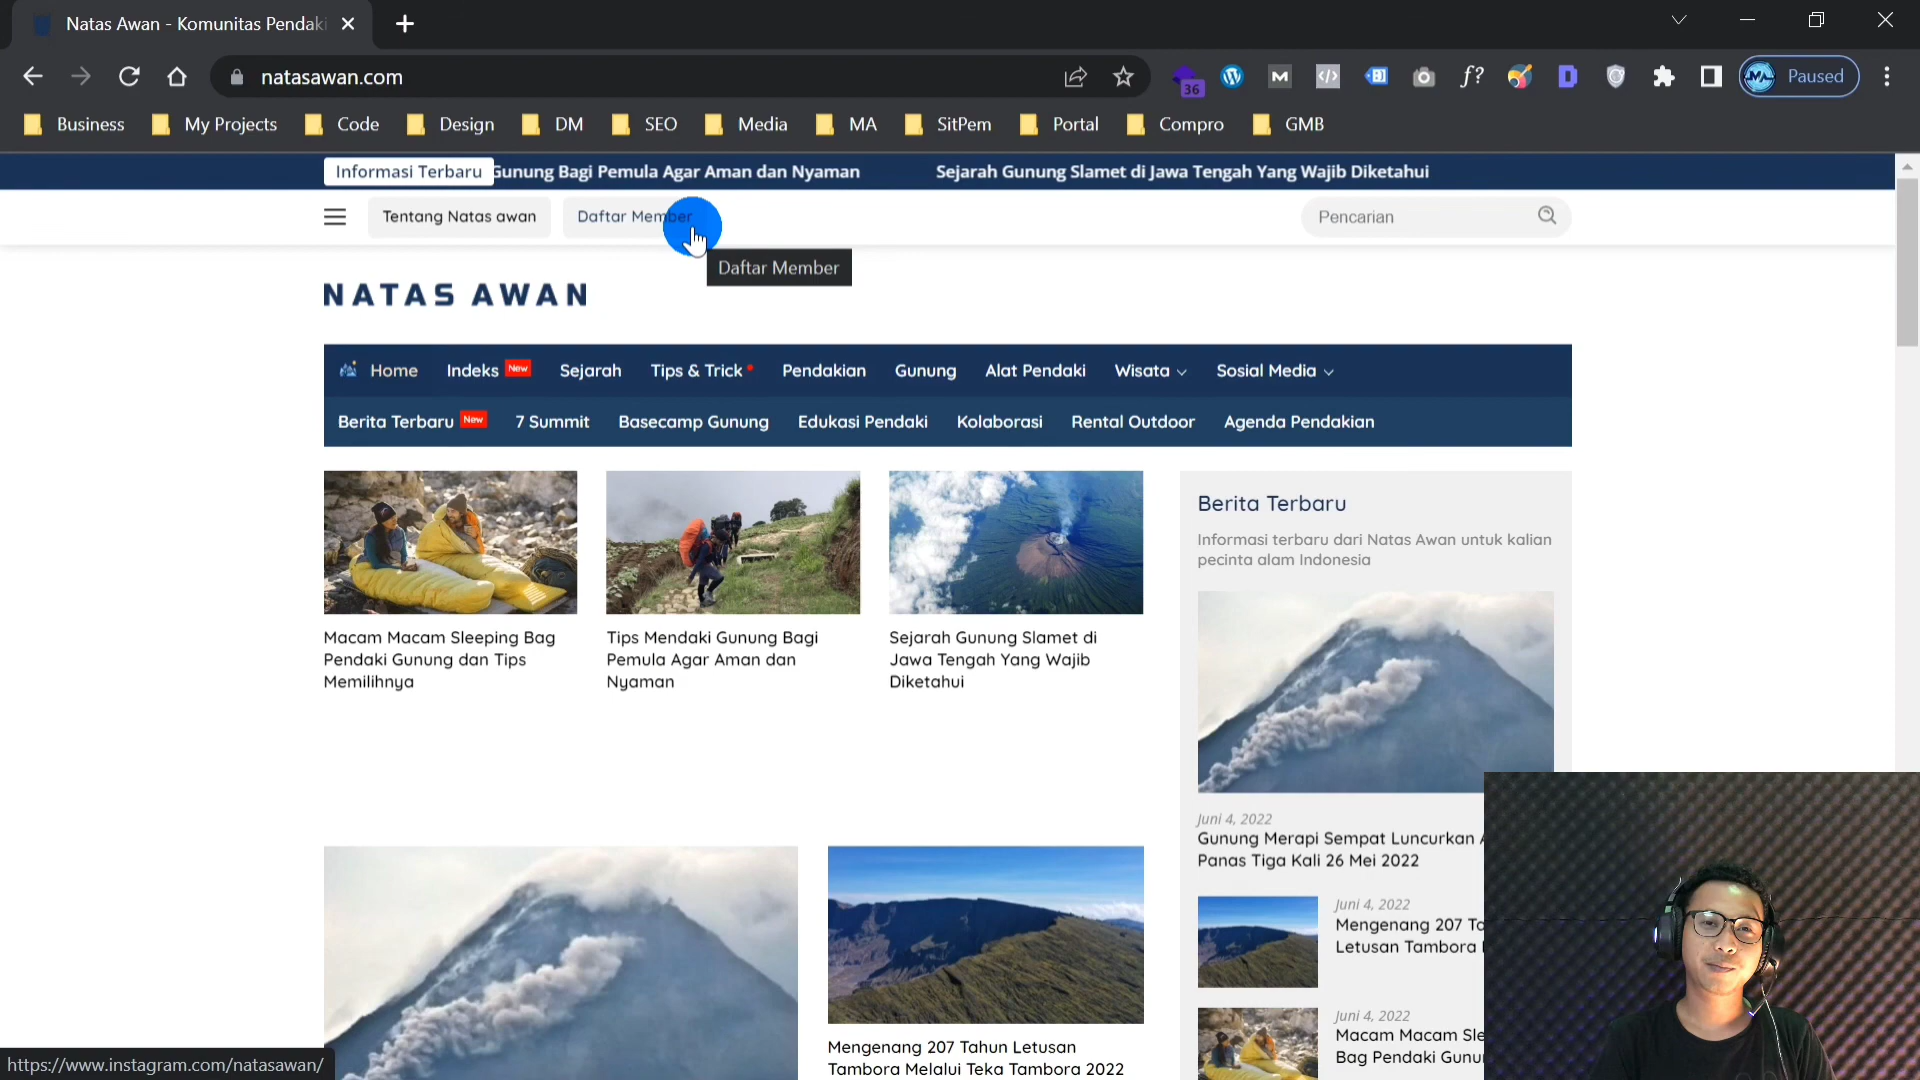 Natas Awan - Komunitas Pendaki
natasawan.com
36
f?
Paused
Business
My Projects
Code
Design
DM
SEO
Media
MA
SitPem
Portal
Compro
GMB
Informasi Terbaru
Gunung Bagi Pemula Agar Aman dan Nyaman
Sejarah Gunung Slamet di Jawa Tengah Yang Wajib Diketahui
Tentang Natas awan
Daftar Member
Pencarian
Daftar Member
NATAS AWAN
Home
Indeks New
Sejarah
Tips & Trick
Pendakian
Gunung
Alat Pendaki
Wisata
Sosial Media
Berita Terbaru New
7 Summit
Basecamp Gunung
Edukasi Pendaki
Kolaborasi
Rental Outdoor
Agenda Pendakian
Macam Macam Sleeping Bag
Pendaki Gunung dan Tips
Memilihnya
Tips Mendaki Gunung Bagi
Pemula Agar Aman dan
Nyaman
Sejarah Gunung Slamet di
Jawa Tengah Yang Wajib
Diketahui
Berita Terbaru
Informasi terbaru dari Natas Awan untuk kalian
pecinta alam Indonesia
Juni 4, 2022
Gunung Merapi Sempat Luncurkan
Panas Tiga Kali 26 Mei 2022
Juni 4, 2022
Mengenang 207
Letusan Tambora
Juni 4, 2022
Macam Macam Sle
Bag Pendaki Gunu
Mengenang 207 Tahun Letusan
Tambora Melalui Teka Tambora 2022
https://www.instagram.com/natasawan/